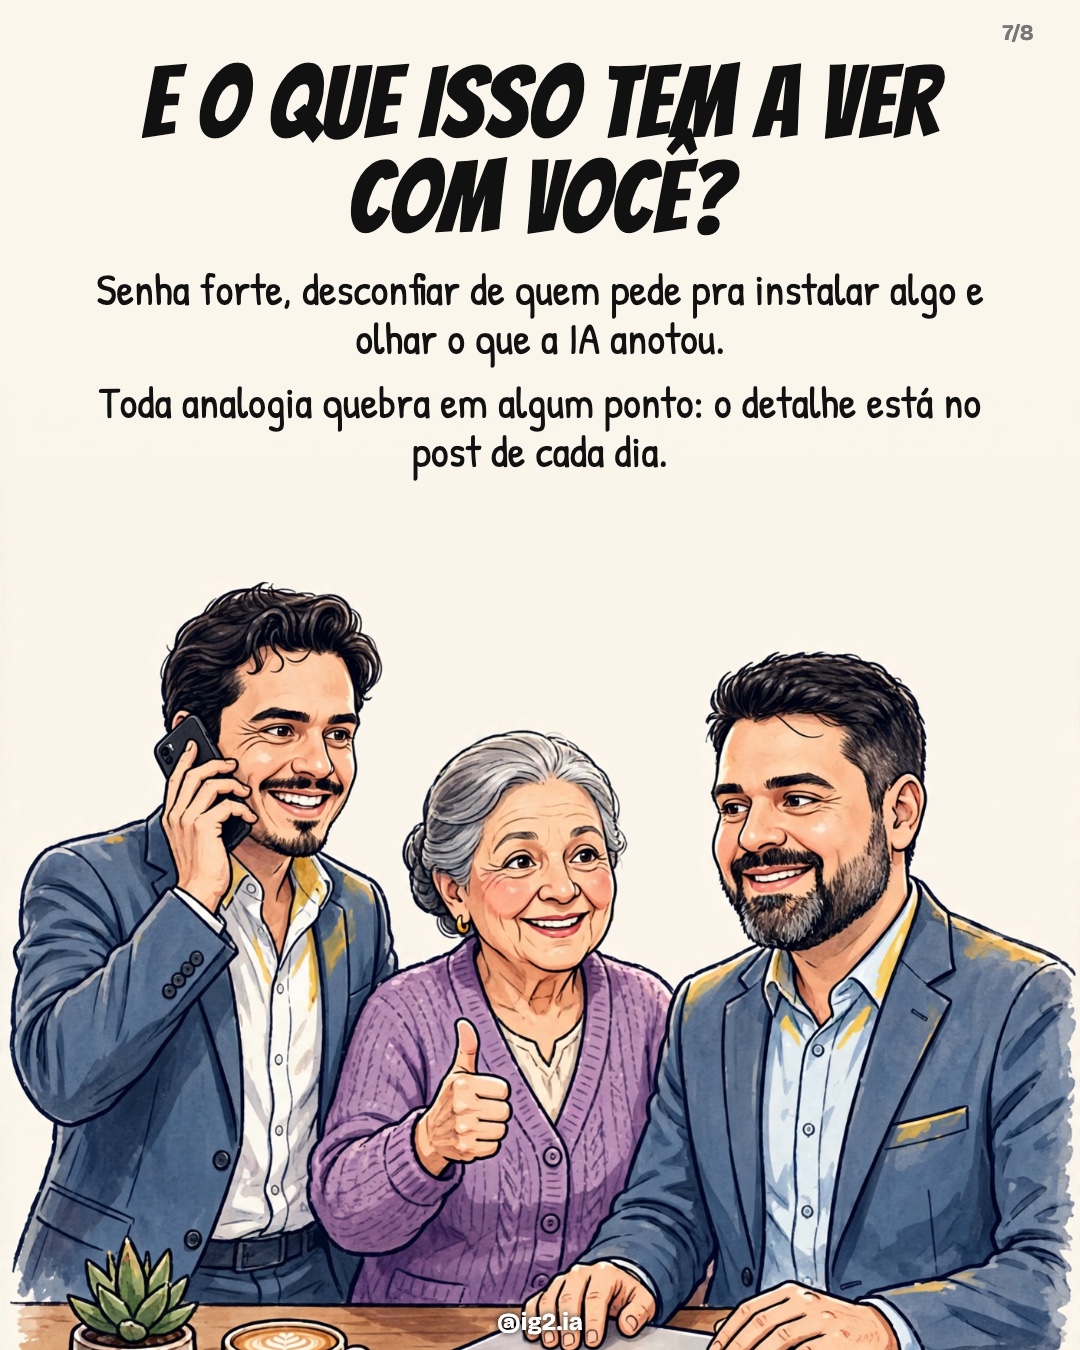 7/8
E O QUE ISSO TEM A VER
COM VOCÊ?
Senha forte, desconfiar de quem pede pra instalar algo e
olhar o que a IA anotou.
Toda analogia quebra em algum ponto: o detalhe está no
post de cada dia.
@ig2.ia